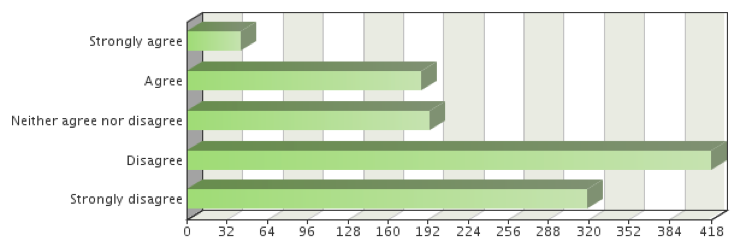 Strongly agree
Agree
Neither agree nor disagree
Disagree
Strongly disagree
0 32 64 96 128 160 192 224 256 288 320 352 384 418